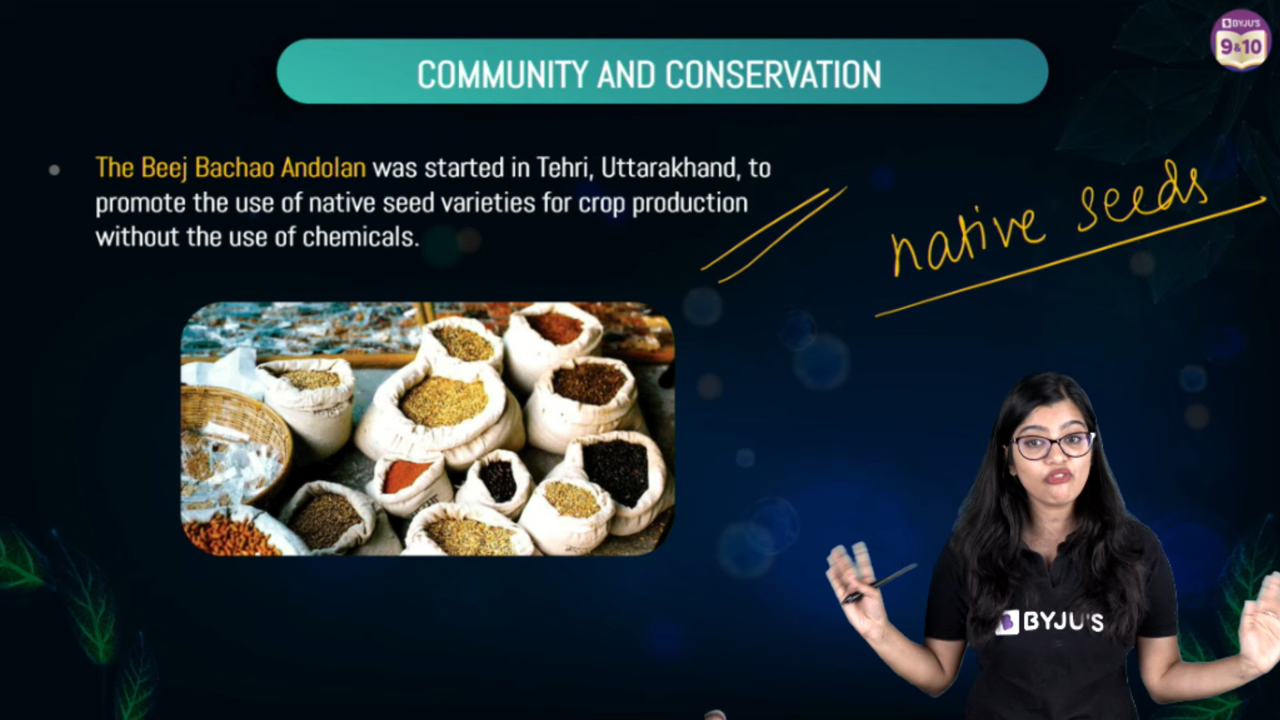 BYJU'S
9&10
COMMUNITY AND CONSERVATION
The Beej Bachao Andolan was started in Tehri, Uttarakhand, to
promote the use of native seed varieties for crop production
without the use of chemicals.
native seeds
BYJU'S